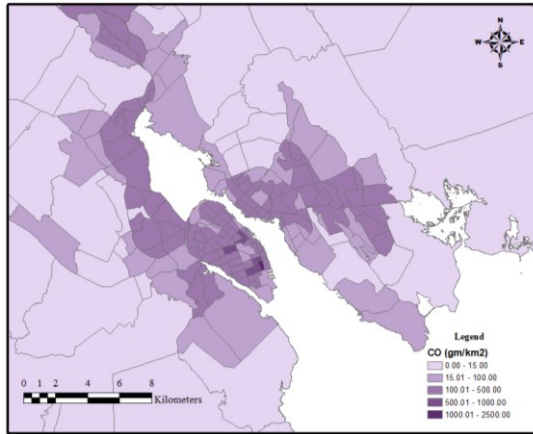 N
W E
S
Legend
CO (gm/km2)
0.00 - 15.00
15.01 - 100.00
100.01 - 500.00
500.01 - 1000.00
1000.01 - 2500.00
0 1 2 4 6 8
Kilometers